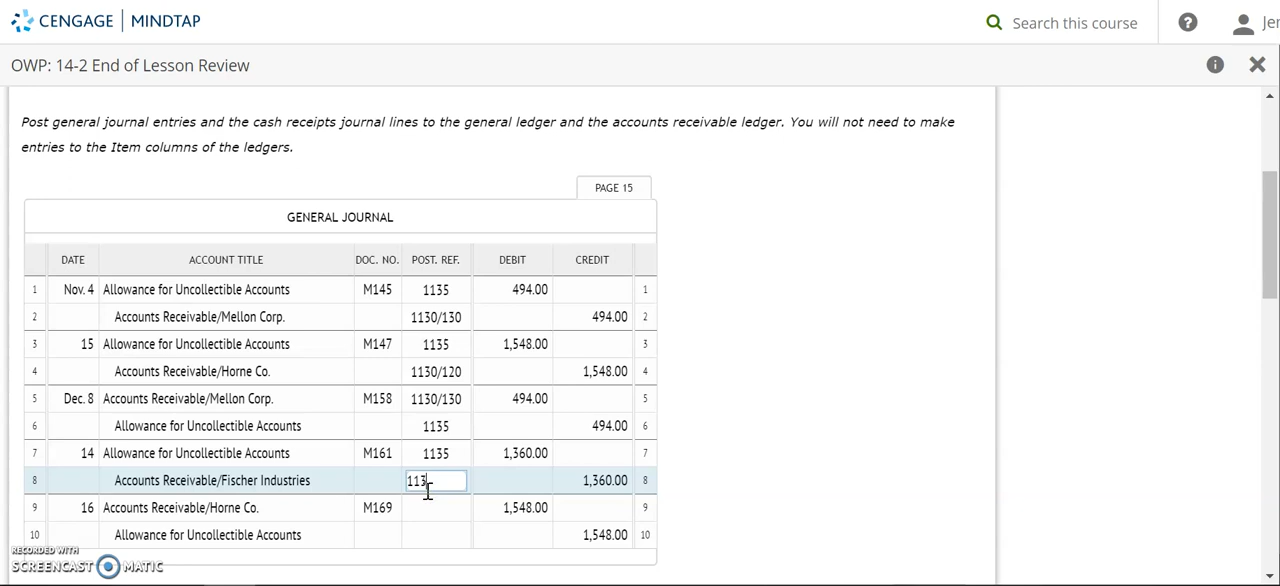 CENGAGE MINDTAP Search this course ? Jer
OWP: 14-2 End of Lesson Review
Post general journal entries and the cash receipts journal lines to the general ledger and the accounts receivable ledger. You will not need to make
entries to the Item columns of the ledgers.
PAGE 15
GENERAL JOURNAL
DATE ACCOUNT TITLE DOC. NO. POST. REF. DEBIT CREDIT
1 Nov. 4 Allowance for Uncollectible Accounts M145 1135 494.00 1
2 Accounts Receivable/Mellon Corp. 1130/130 494.00 2
3 15 Allowance for Uncollectible Accounts M147 1135 1,548.00 3
4 Accounts Receivable/Horne Co. 1130/120 1,548.00 4
5 Dec. 8 Accounts Receivable/Mellon Corp. M158 1130/130 494.00 5
6 Allowance for Uncollectible Accounts 1135 494.00 6
7 14 Allowance for Uncollectible Accounts M161 1135 1,360.00 7
8 Accounts Receivable/Fischer Industries 113 1,360.00 8
9 16 Accounts Receivable/Horne Co. M169 1,548.00 9
10 Allowance for Uncollectible Accounts 1,548.00 10
RECORDED WITH
SCREENCAST MATIC